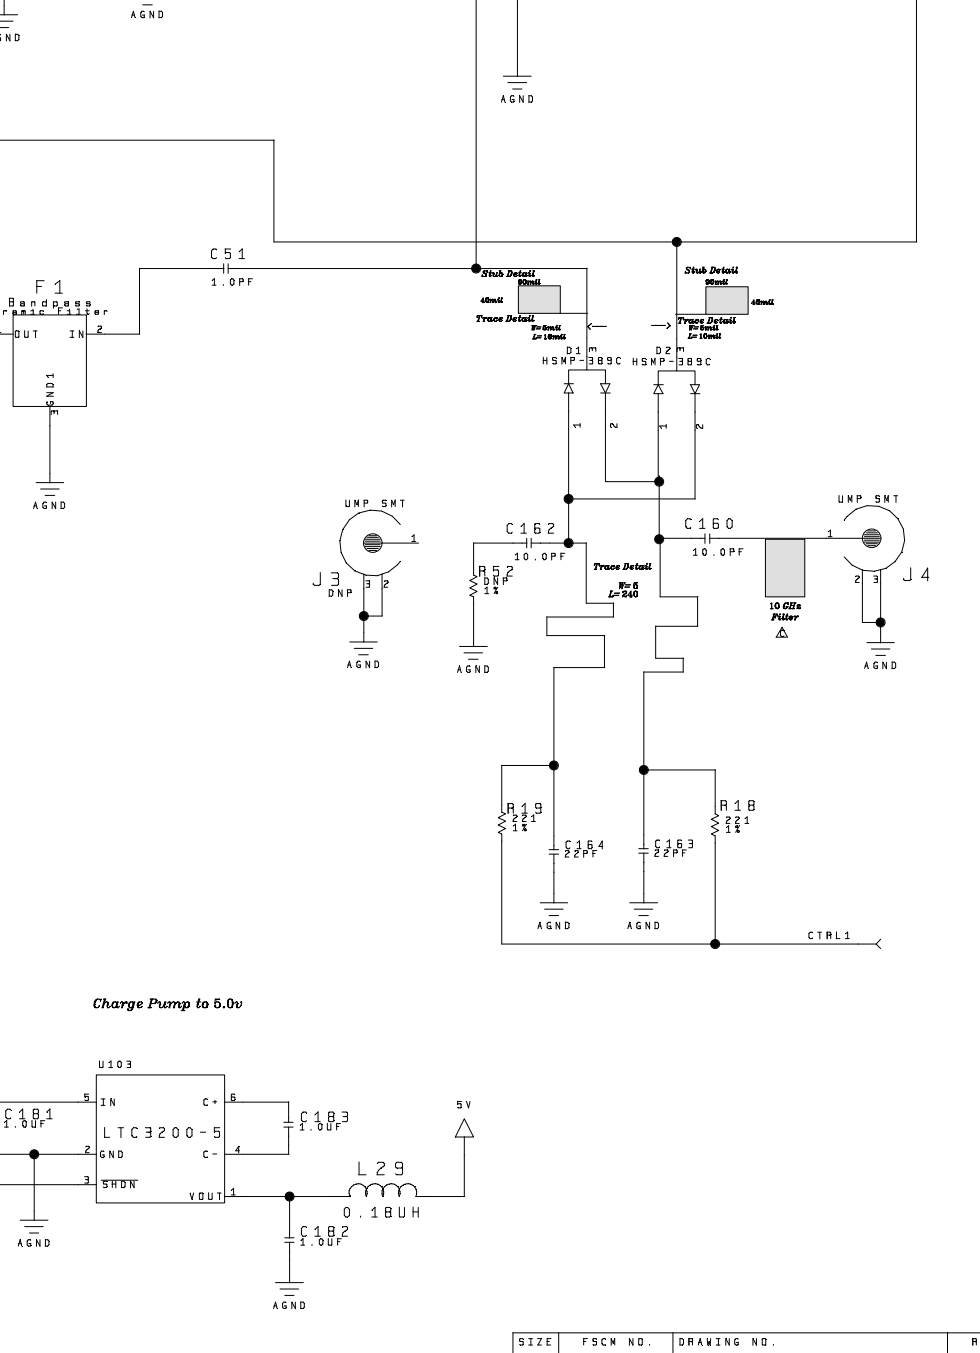 AGND
GND
AGND
C51
1.0PF
F1
Bandpass
ramic Filter
OUT
IN
2
GND1
3
AGND
Stub Detail
90mil
40mil
Trace Detail
W=5mil
L=18mil
Stub Detail
90mil
40mil
Trace Detail
W=5mil
L=10mil
D1
3
HSMP-389C
D2
3
HSMP-389C
1
2
1
2
UMP SMT
1
J3
DNP
3
2
AGND
C162
10.0PF
R52
DNP
1%
AGND
Trace Detail
W=5
L=240
C160
10.0PF
UMP SMT
1
2
3
J4
AGND
10 GHz
Filter
C
R19
221
1%
C164
22PF
AGND
C163
22PF
AGND
R18
221
1%
CTRL1
Charge Pump to 5.0v
U103
5
IN
C+
6
LTC3200-5
2
GND
C-
4
3
SHDN
VOUT
1
C181
1.0UF
AGND
C183
1.0UF
L29
0.18UH
5V
C182
1.0UF
AGND
SIZE
FSCM NO.
DRAWING NO.
R